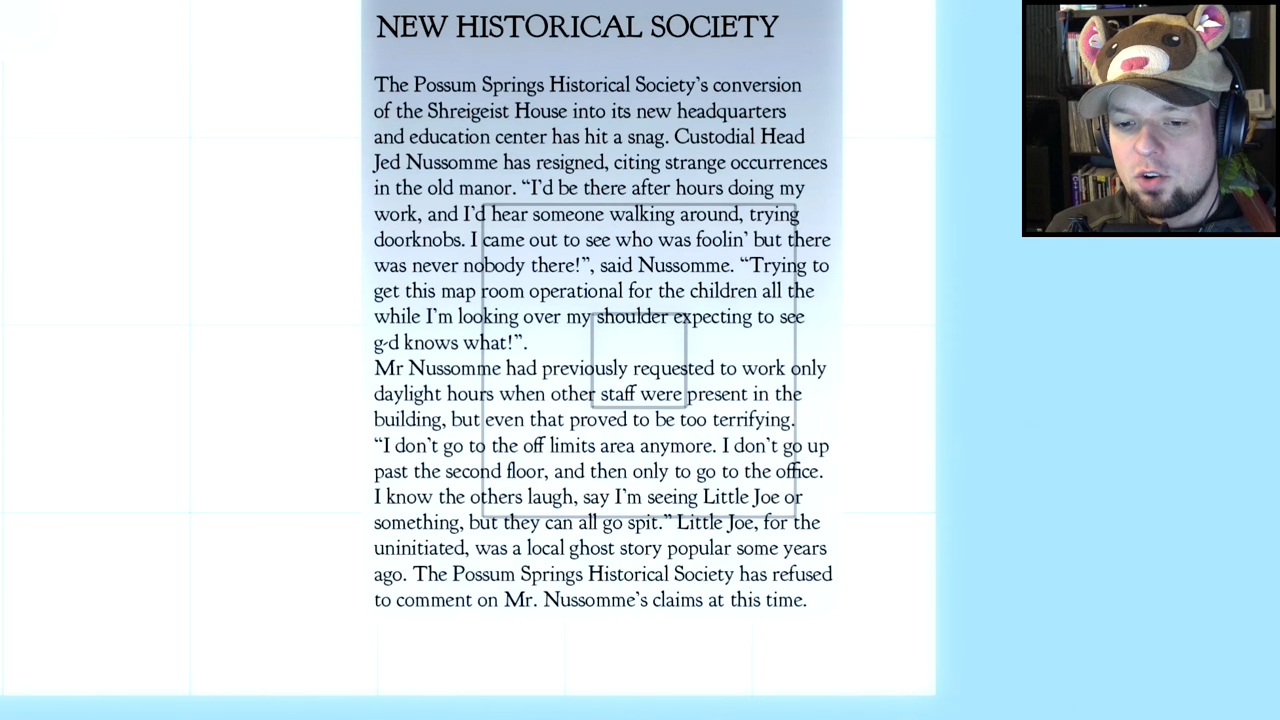 NEW HISTORICAL SOCIETY
The Possum Springs Historical Society's conversion
of the Shreigeist House into its new headquarters
and education center has hit a snag. Custodial Head
Jed Nussomme has resigned, citing strange occurrences
in the old manor. “I'd be there after hours doing my
work, and I'd hear someone walking around, trying
doorknobs. I came out to see who was foolin' but there
was never nobody there!”, said Nussomme. “Trying to
get this map room operational for the children all the
while I'm looking over my shoulder expecting to see
g-d knows what!”.
Mr Nussomme had previously requested to work only
daylight hours when other staff were present in the
building, but even that proved to be too terrifying.
“I don't go to the off limits area anymore. I don't go up
past the second floor, and then only to go to the office.
I know the others laugh, say I'm seeing Little Joe or
something, but they can all go spit.” Little Joe, for the
uninitiated, was a local ghost story popular some years
ago. The Possum Springs Historical Society has refused
to comment on Mr. Nussomme's claims at this time.